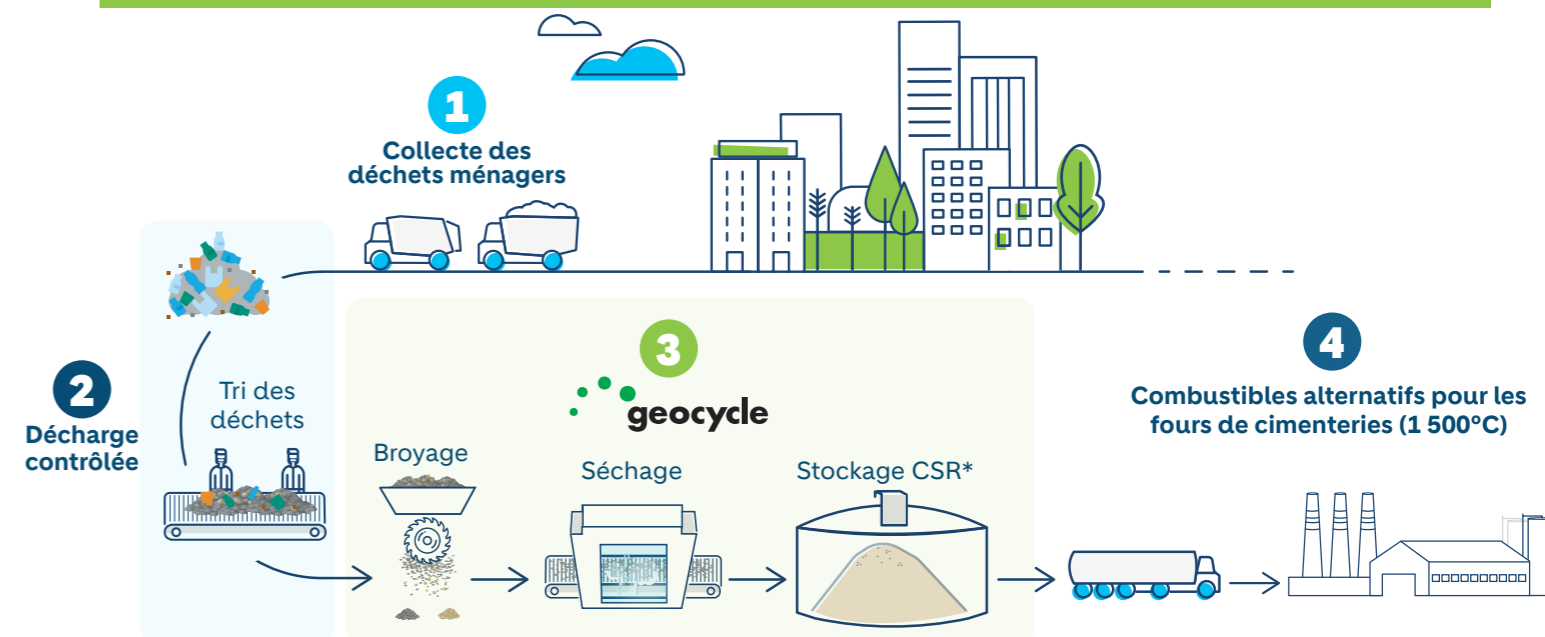 1
Collecte des
déchets ménagers
2
Décharge
contrôlée
Tri des
déchets
3
geocycle
Broyage
Séchage
Stockage CSR*
4
Combustibles alternatifs pour les
fours de cimenteries (1 500°C)